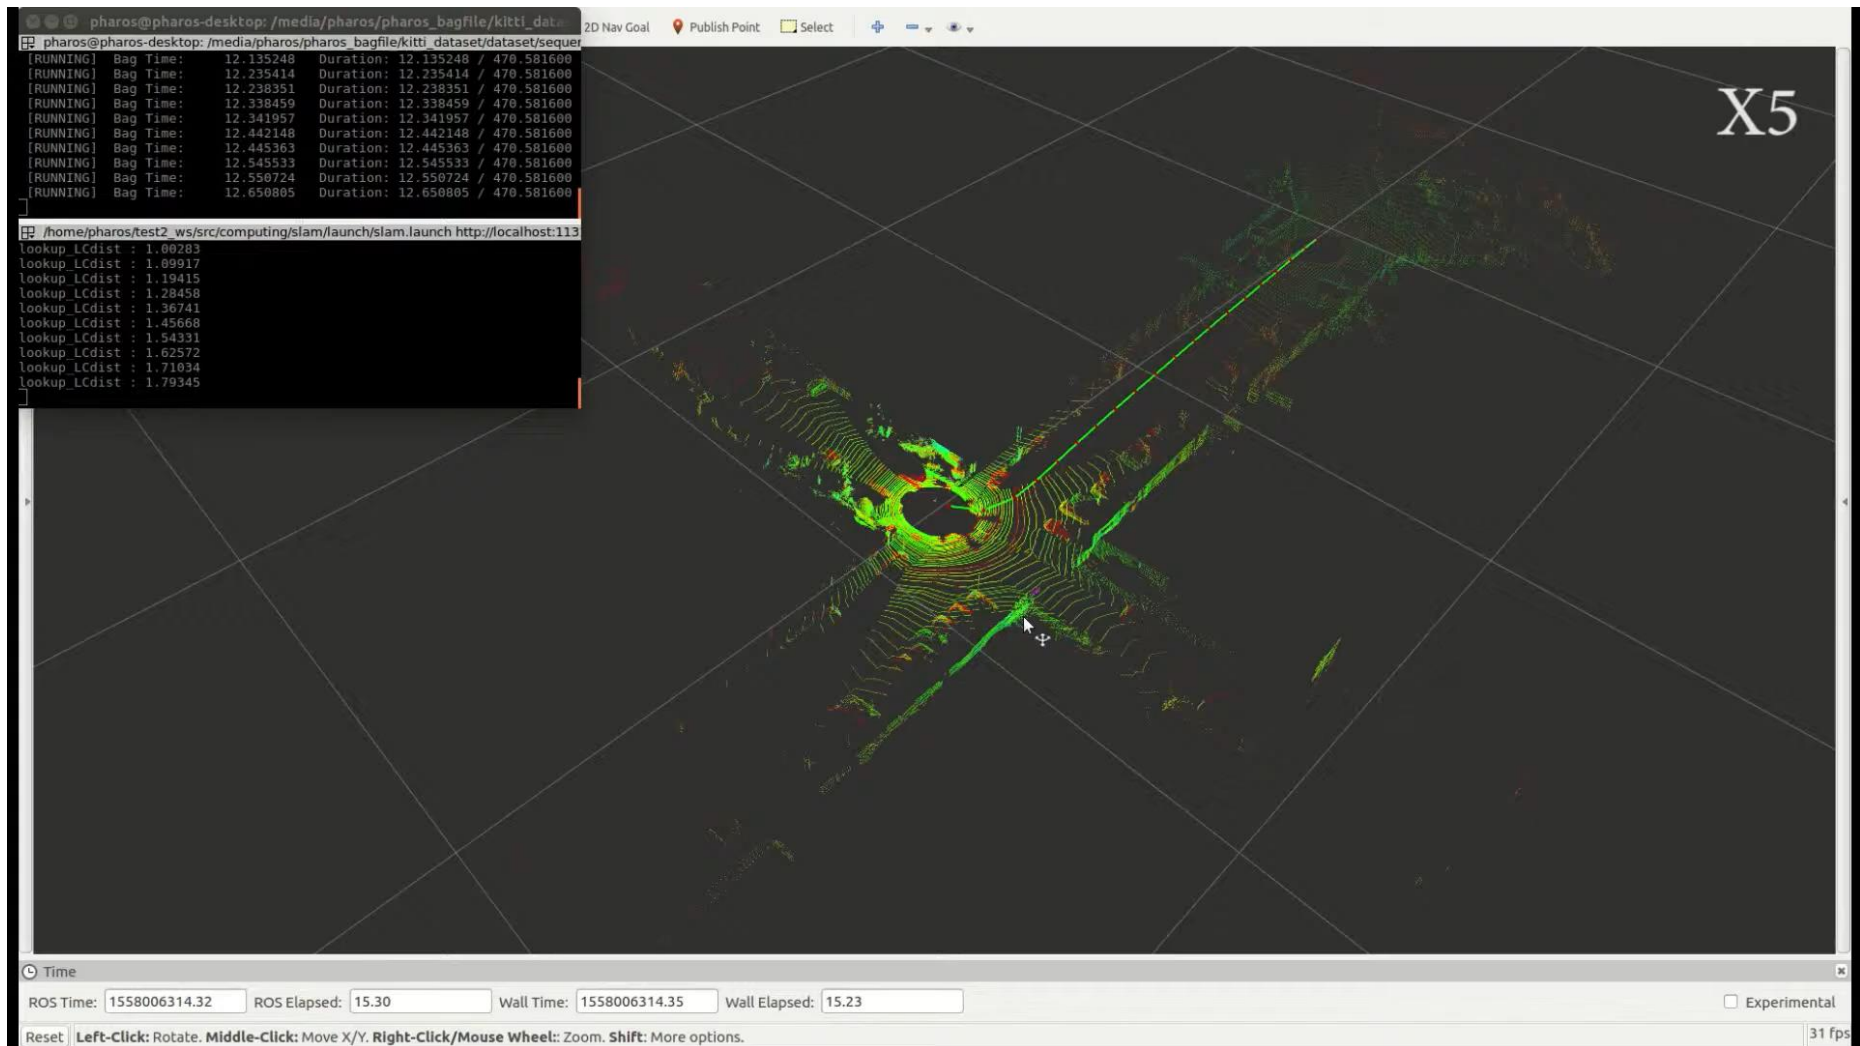 pharos@pharos-desktop: /media/pharos/pharos_bagfile/kitti_data
2D Nav Goal Publish Point Select
pharos@pharos-desktop: /media/pharos/pharos_bagfile/kitti_dataset/dataset/sequer
[RUNNING] Bag Time: 12.135248 Duration: 12.135248 / 470.581600
[RUNNING] Bag Time: 12.235414 Duration: 12.235414 / 470.581600
[RUNNING] Bag Time: 12.238351 Duration: 12.238351 / 470.581600
[RUNNING] Bag Time: 12.338459 Duration: 12.338459 / 470.581600
[RUNNING] Bag Time: 12.341957 Duration: 12.341957 / 470.581600
[RUNNING] Bag Time: 12.442148 Duration: 12.442148 / 470.581600
[RUNNING] Bag Time: 12.445363 Duration: 12.445363 / 470.581600
[RUNNING] Bag Time: 12.545533 Duration: 12.545533 / 470.581600
[RUNNING] Bag Time: 12.550724 Duration: 12.550724 / 470.581600
[RUNNING] Bag Time: 12.650805 Duration: 12.650805 / 470.581600
X5
/home/pharos/test2_ws/src/computing/slam/launch/slam.launch http://localhost:113
lookup_LCdist : 1.00283
lookup_LCdist : 1.09917
lookup_LCdist : 1.19415
lookup_LCdist : 1.28458
lookup_LCdist : 1.36741
lookup_LCdist : 1.45668
lookup_LCdist : 1.54331
lookup_LCdist : 1.62572
lookup_LCdist : 1.71034
lookup_LCdist : 1.79345
Time
ROS Time: 1558006314.32 ROS Elapsed: 15.30 Wall Time: 1558006314.35 Wall Elapsed: 15.23 Experimental
Reset Left-Click: Rotate. Middle-Click: Move X/Y. Right-Click/Mouse Wheel:: Zoom. Shift: More options. 31 fps